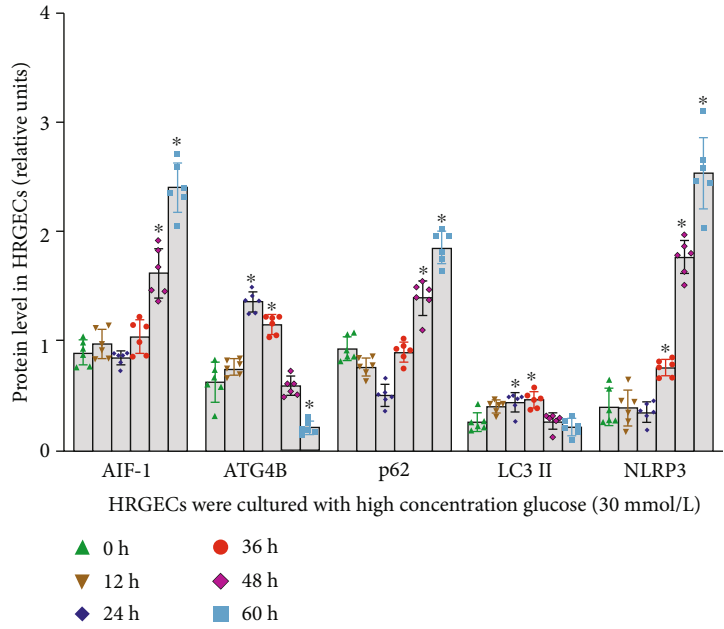 Protein level in HRGECs (relative units)
4
3
2
1
0
* * * * * * * * * * * *
AIF-1 ATG4B p62 LC3 II NLRP3
HRGECs were cultured with high concentration glucose (30 mmol/L)
0 h 36 h
12 h 48 h
24 h 60 h